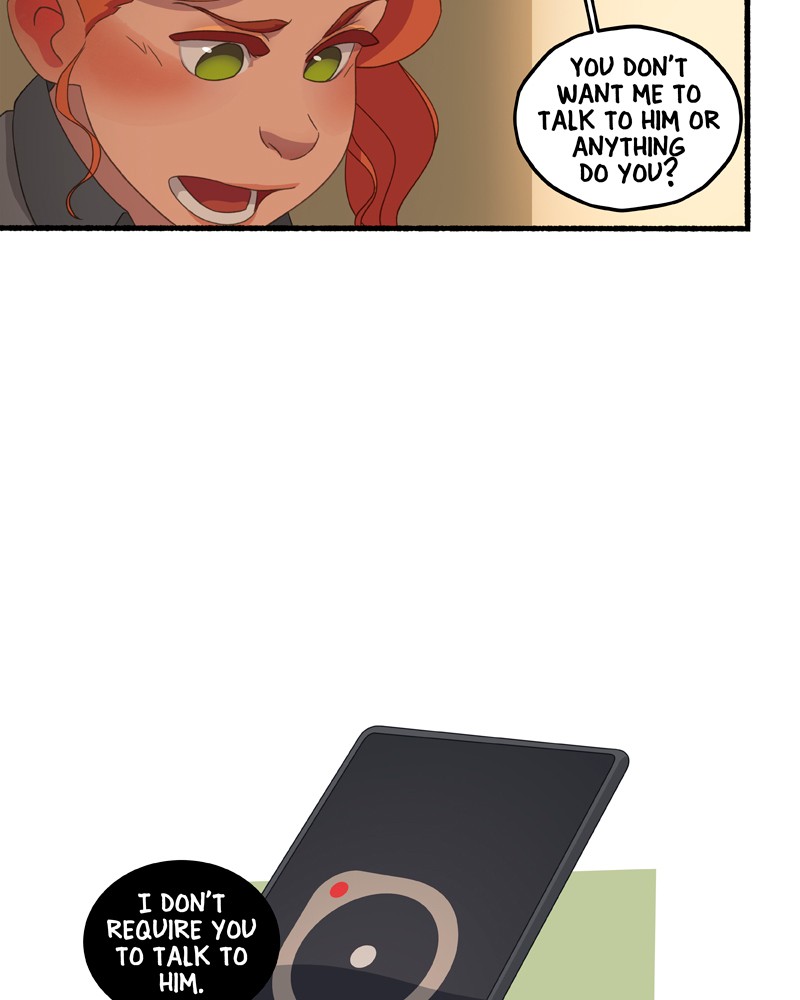 YOU DON'T
WANT ME TO
TALK TO HIM OR
ANYTHING
DO YOU?
I DON'T
REQUIRE YOU
TO TALK TO
HIM.